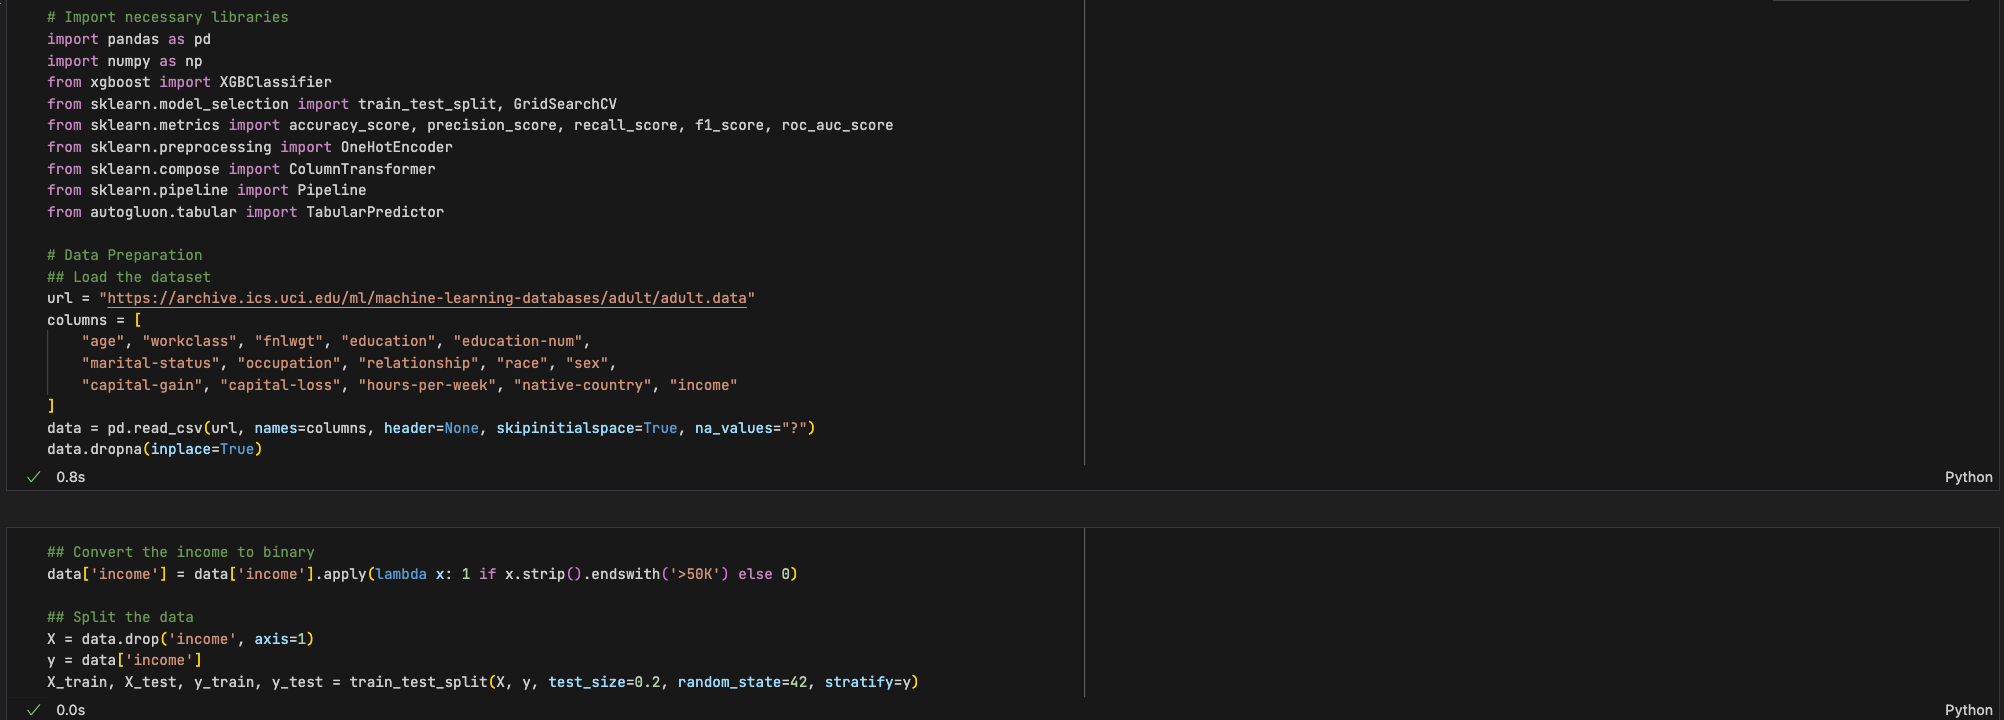 # Import necessary libraries
import pandas as pd
import numpy as np
from xgboost import XGBClassifier
from sklearn.model_selection import train_test_split, GridSearchCV
from sklearn.metrics import accuracy_score, precision_score, recall_score, f1_score, roc_auc_score
from sklearn.preprocessing import OneHotEncoder
from sklearn.compose import ColumnTransformer
from sklearn.pipeline import Pipeline
from autogluon.tabular import TabularPredictor
# Data Preparation
## Load the dataset
url = "https://archive.ics.uci.edu/ml/machine-learning-databases/adult/adult.data"
columns = [
"age", "workclass", "fnlwgt", "education", "education-num",
"marital-status", "occupation", "relationship", "race", "sex",
"capital-gain", "capital-loss", "hours-per-week", "native-country", "income"
]
data = pd.read_csv(url, names=columns, header=None, skipinitialspace=True, na_values="?")
data.dropna(inplace=True)
0.8s
Python
## Convert the income to binary
data['income'] = data['income'].apply(lambda x: 1 if x.strip().endswith('>50K') else 0)
## Split the data
X = data.drop('income', axis=1)
y = data['income']
X_train, X_test, y_train, y_test = train_test_split(X, y, test_size=0.2, random_state=42, stratify=y)
0.0s
Python